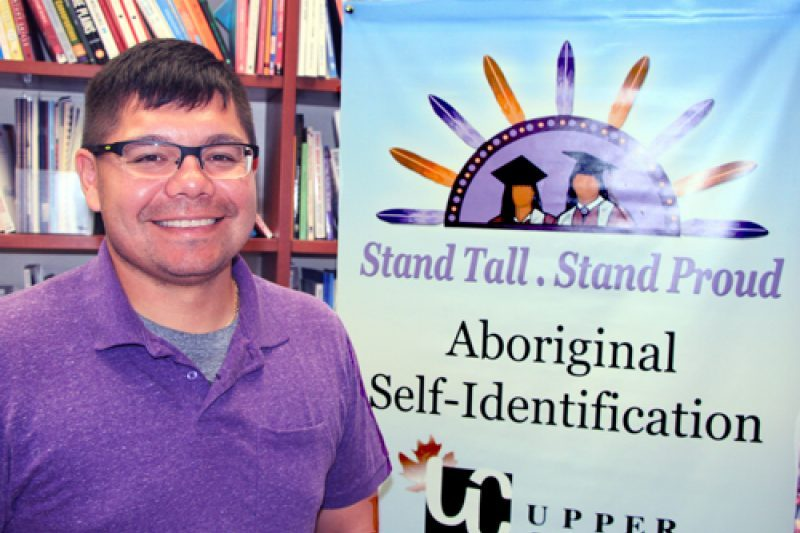 Stand Tall . Stand Proud
Aboriginal
Self-Identification
UC
UPPER